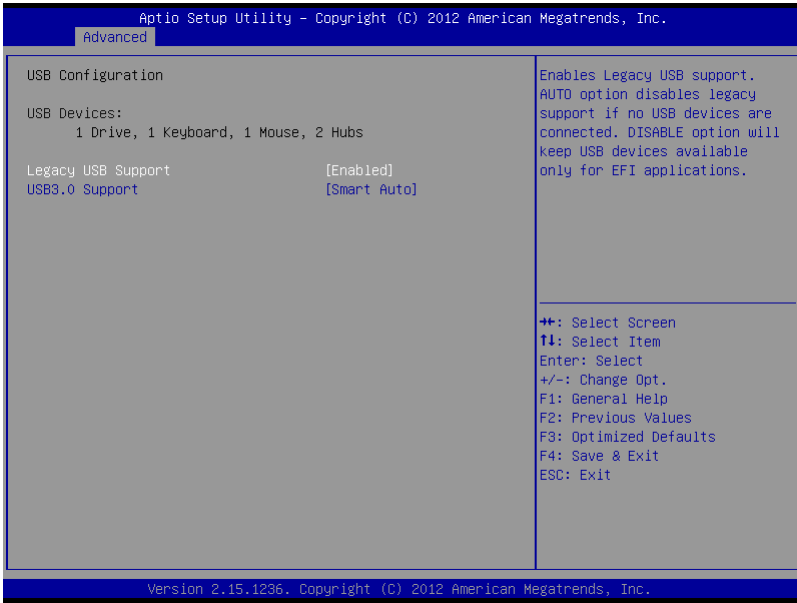 Aptio Setup Utility – Copyright (C) 2012 American Megatrends, Inc.
Advanced
USB Configuration
USB Devices:
1 Drive, 1 Keyboard, 1 Mouse, 2 Hubs
Legacy USB Support [Enabled]
USB3.0 Support [Smart Auto]
Enables Legacy USB support.
AUTO option disables legacy
support if no USB devices are
connected. DISABLE option will
keep USB devices available
only for EFI applications.
→←: Select Screen
↑↓: Select Item
Enter: Select
+/-: Change Opt.
F1: General Help
F2: Previous Values
F3: Optimized Defaults
F4: Save & Exit
ESC: Exit
Version 2.15.1236. Copyright (C) 2012 American Megatrends, Inc.